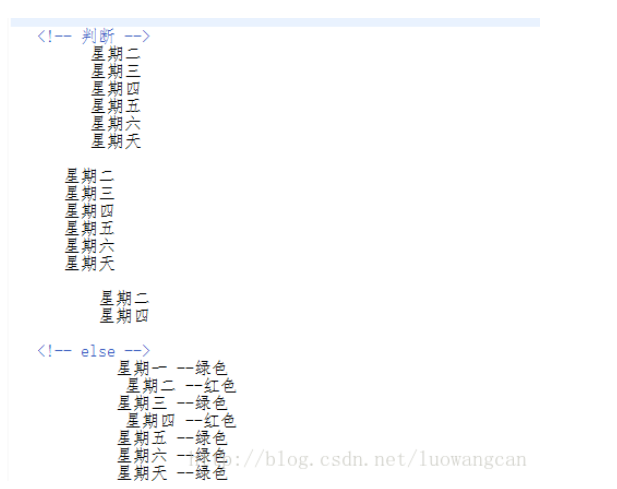 <!-- 判断 -->
星期二
星期三
星期四
星期五
星期六
星期天
星期二
星期三
星期四
星期五
星期六
星期天
星期二
星期四
<!-- else -->
星期一 --绿色
星期二 --红色
星期三 --绿色
星期四 --红色
星期五 --绿色
星期六 --绿色
http://blog.csdn.net/luowangcan
星期天 --绿色